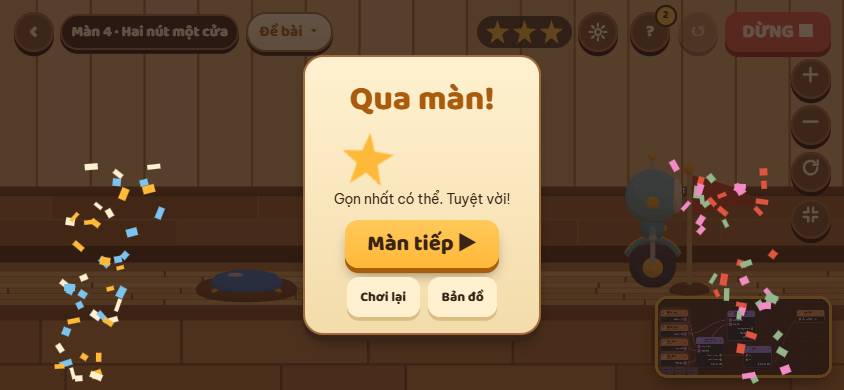 Màn 4 · Hai nút một cửa
Đề bài
2
?
DỪNG
Qua màn!
Gọn nhất có thể. Tuyệt vời!
Màn tiếp
Chơi lại
Bản đồ